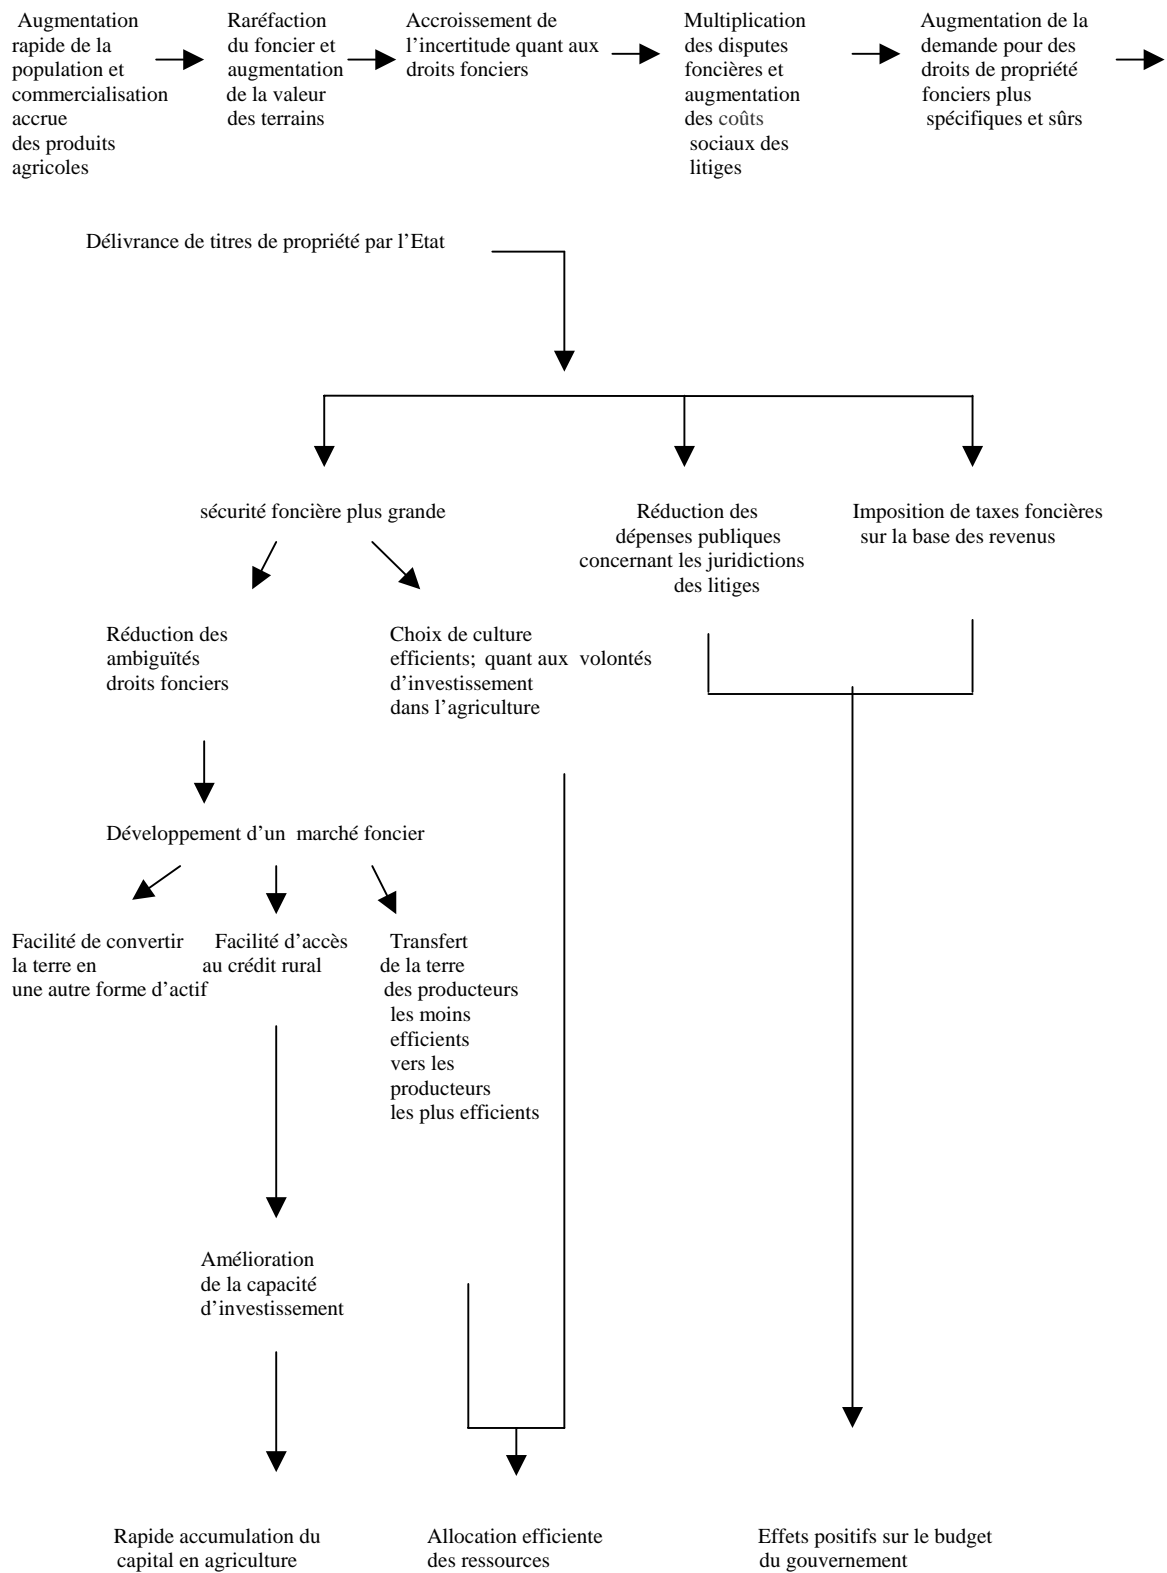 Augmentation
rapide de la
population et
commercialisation
accrue
des produits
agricoles
Raréfaction
du foncier et
augmentation
de la valeur
des terrains
Accroissement de
l'incertitude quant aux
droits fonciers
Multiplication
des disputes
foncières et
augmentation
des coûts
sociaux des
litiges
Augmentation de la
demande pour des
droits de propriété
fonciers plus
spécifiques et sûrs
Délivrance de titres de propriété par l'Etat
sécurité foncière plus grande
Réduction des
dépenses publiques
concernant les juridictions
des litiges
Imposition de taxes foncières
sur la base des revenus
Réduction des
ambiguïtés
droits fonciers
Choix de culture
efficients; quant aux volontés
d'investissement
dans l'agriculture
Développement d'un marché foncier
Facilité de convertir
la terre en
une autre forme d'actif
Facilité d'accès
au crédit rural
Transfert
de la terre
des producteurs
les moins
efficients
vers les
producteurs
les plus efficients
Amélioration
de la capacité
d'investissement
Rapide accumulation du
capital en agriculture
Allocation efficiente
des ressources
Effets positifs sur le budget
du gouvernement